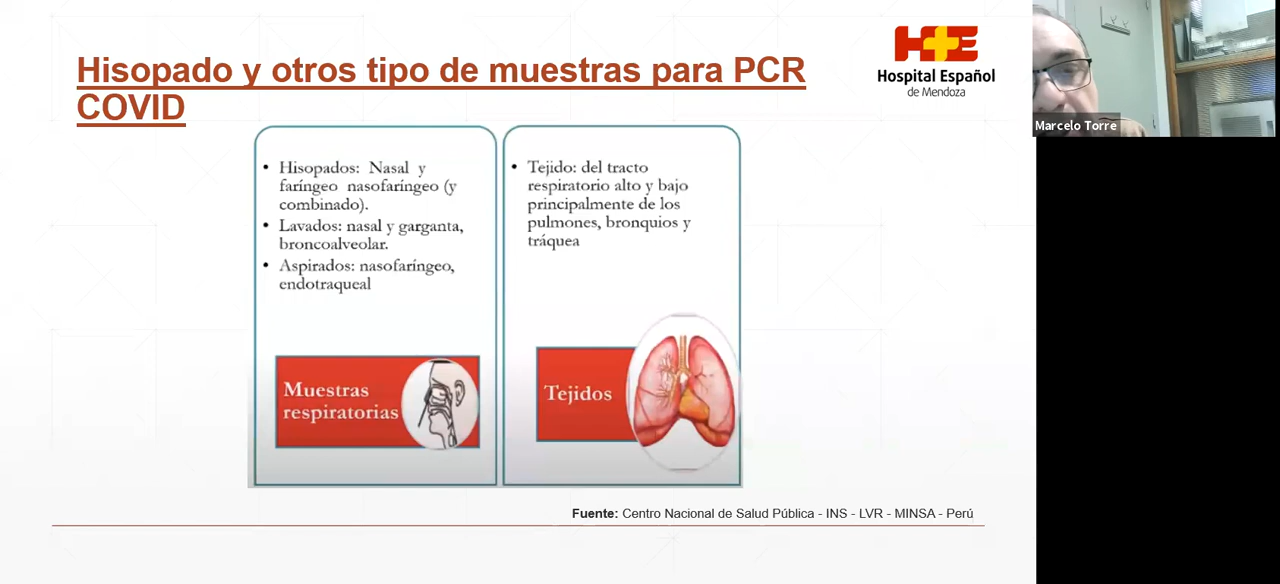 Hisopado y otros tipo de muestras para PCR
COVID
Hospital Español
de Mendoza
Marcelo Torre
• Hisopados: Nasal y
faríngeo nasofaríngeo (y
combinado).
• Lavados: nasal y garganta,
broncoalveolar.
• Aspirados: nasofaríngeo,
endotraqueal
Muestras
respiratorias
• Tejido: del tracto
respiratorio alto y bajo
principalmente de los
pulmones, bronquios y
tráquea
Tejidos
Fuente: Centro Nacional de Salud Pública - INS - LVR - MINSA - Perú